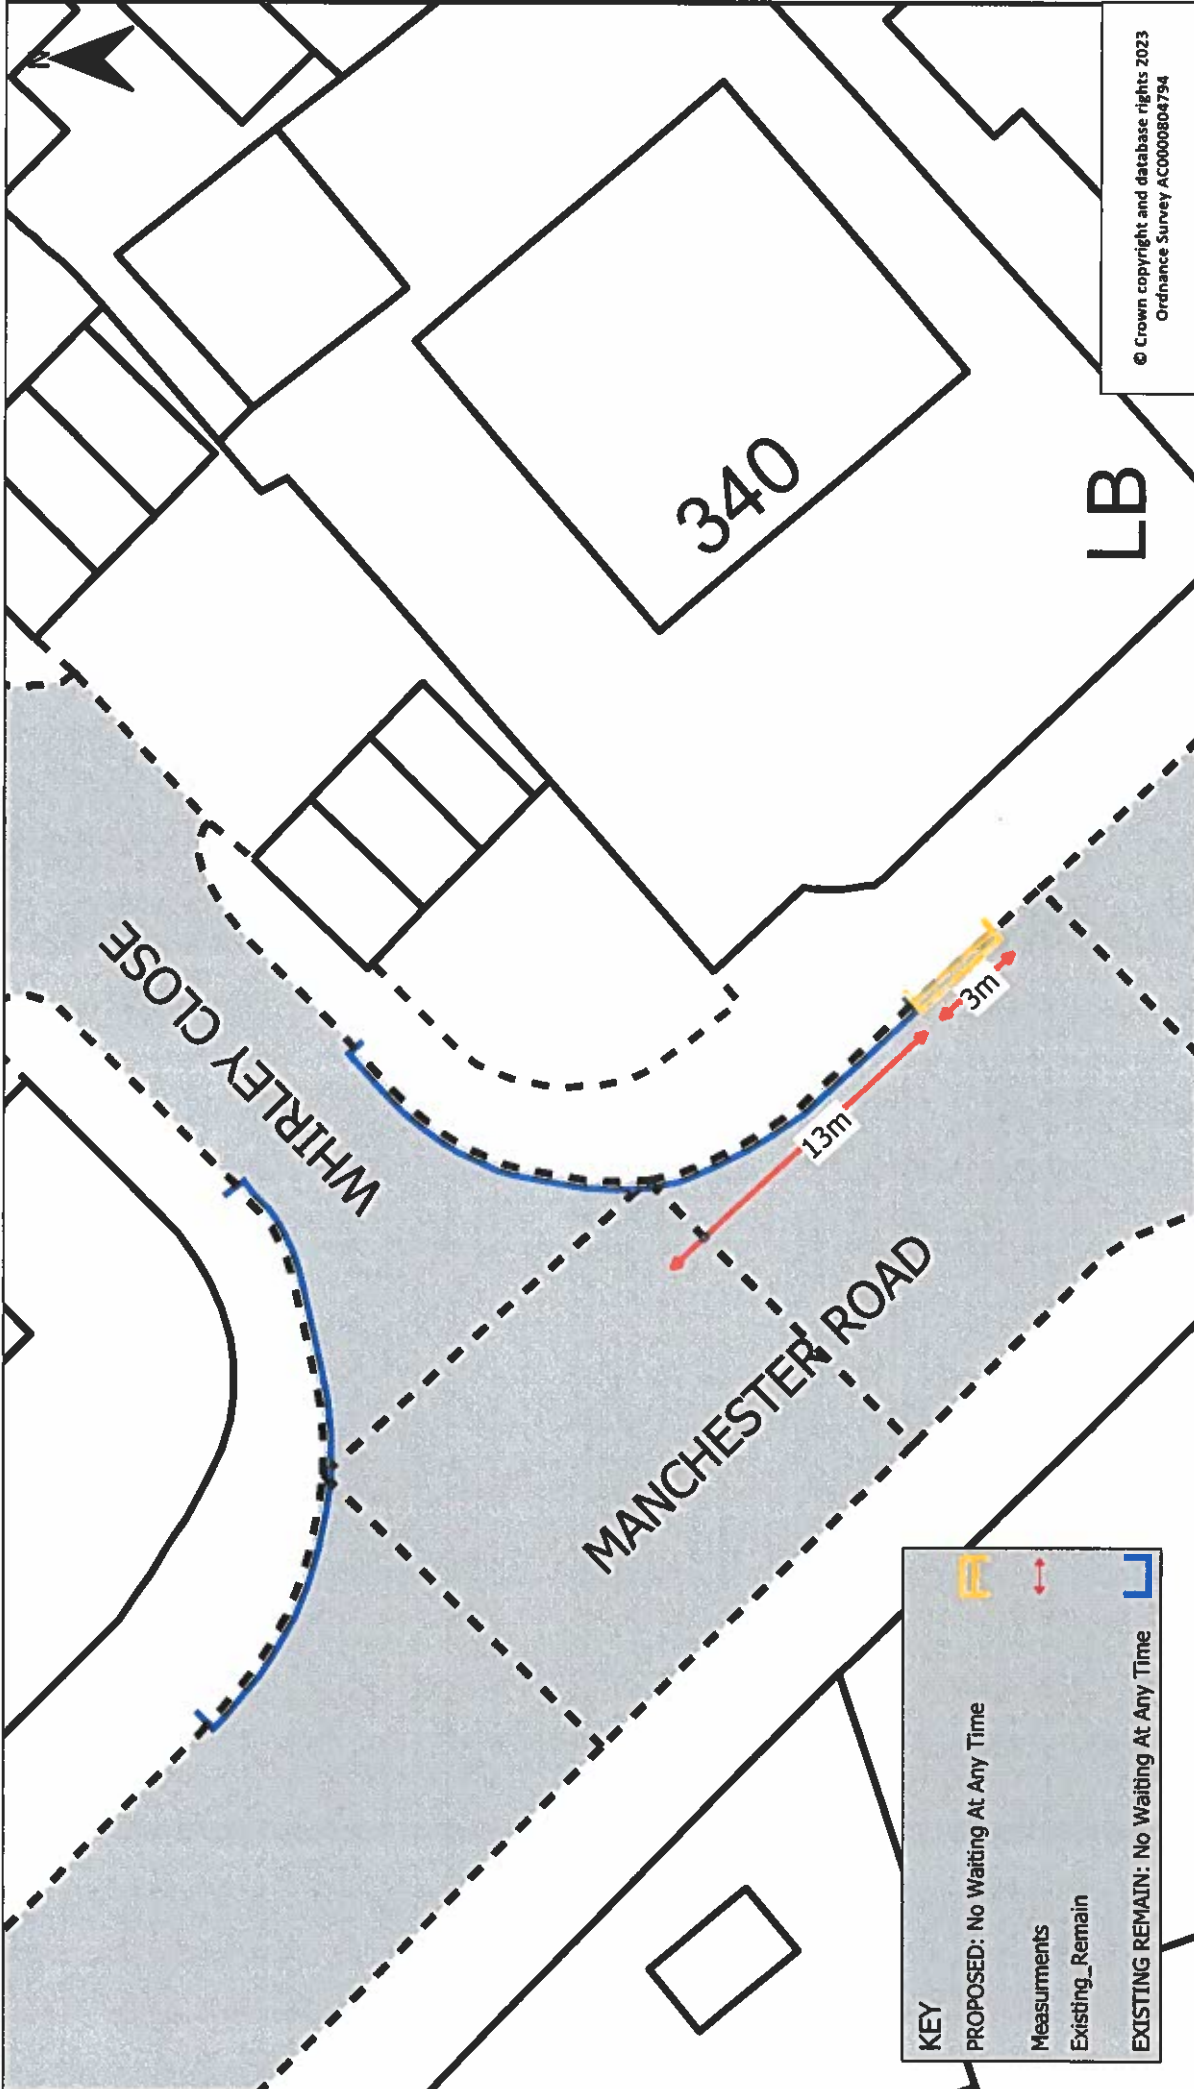 N
WHIRLEY CLOSE
MANCHESTER ROAD
340
LB
13m
3m
KEY
PROPOSED: No Waiting At Any Time
Measurments
Existing_Remain
EXISTING REMAIN: No Waiting At Any Time
© Crown copyright and database rights 2023
Ordnance Survey AC0000804794